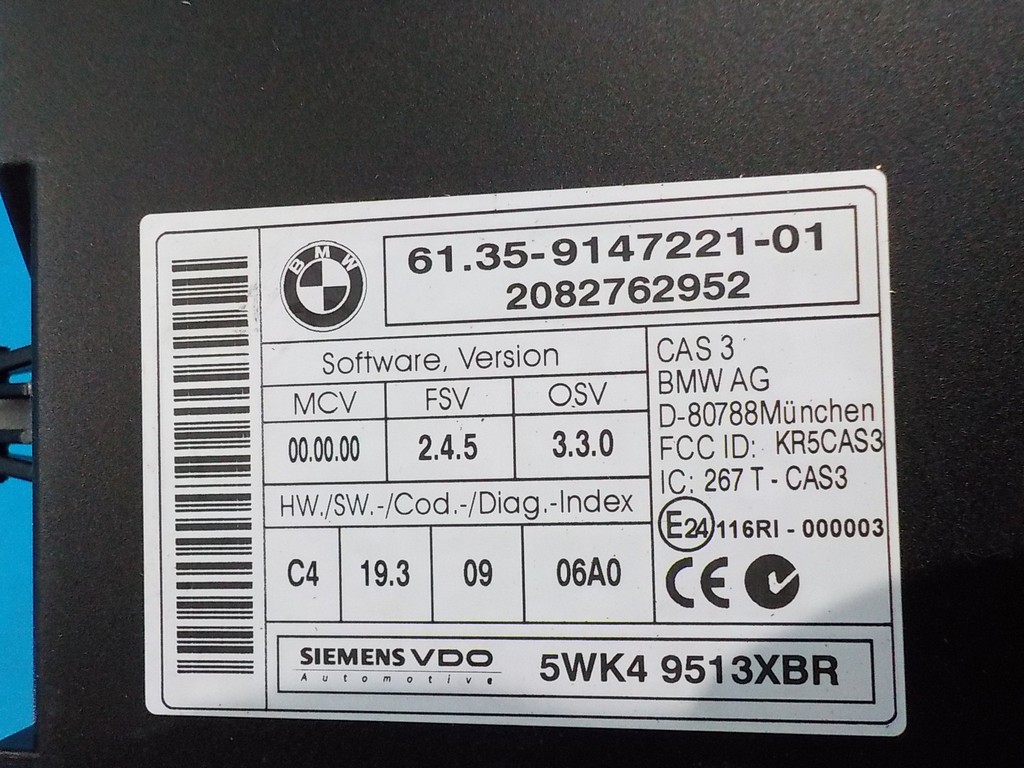 BMW
61.35-9147221-01
2082762952
Software, Version
MCV FSV OSV
00.00.00 2.4.5 3.3.0
HW./SW.-/Cod.-/Diag.-Index
C4 19.3 09 06A0
CAS 3
BMW AG
D-80788München
FCC ID: KR5CAS3
IC: 267 T - CAS3
E24 116RI - 000003
CE
SIEMENS VDO
Automotive
5WK4 9513XBR